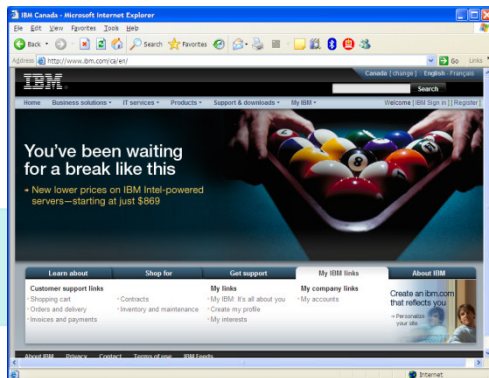 IBM Canada - Microsoft Internet Explorer
File Edit View Favorites Tools Help
Back Search Favorites
Address http://www.ibm.com/ca/en/ Go Links
Canada [ change ] English - Français
IBM
Search
Home Business solutions IT services Products Support & downloads My IBM Welcome [ IBM Sign in ] [ Register ]
You've been waiting
for a break like this
New lower prices on IBM Intel-powered
servers—starting at just $869
Learn about Shop for Get support My IBM links About IBM
Customer support links My links My company links Create an ibm.com
Shopping cart Contracts My IBM: It's all about you My accounts that reflects you
Orders and delivery Inventory and maintenance Create my profile Personalize
Invoices and payments My interests your site
About IBM Privacy Contact Terms of use IBM Feeds
Internet